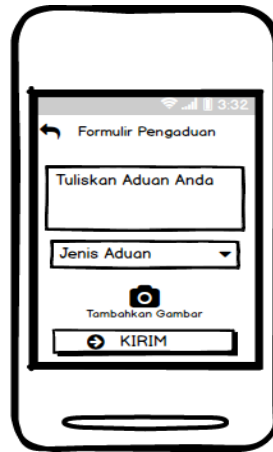 3:32
Formulir Pengaduan
Tuliskan Aduan Anda
Jenis Aduan
Tambahkan Gambar
KIRIM